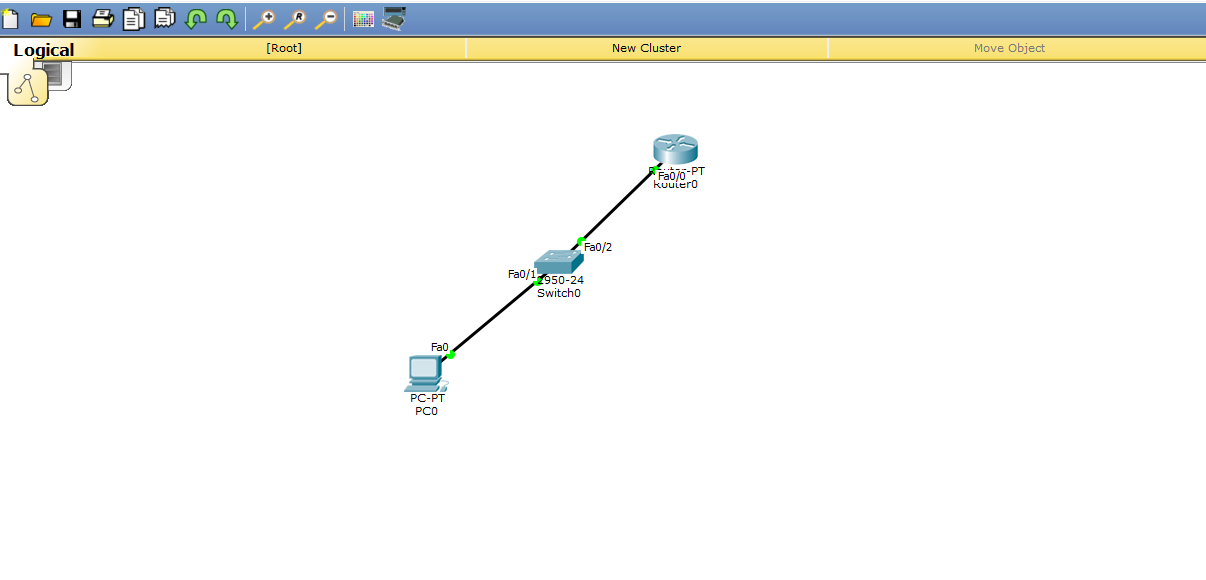 R
Logical
[Root]
New Cluster
Move Object
Router-PT
Fa0/0
Router0
Fa0/2
Fa0/1
2950-24
Switch0
Fa0
PC-PT
PC0